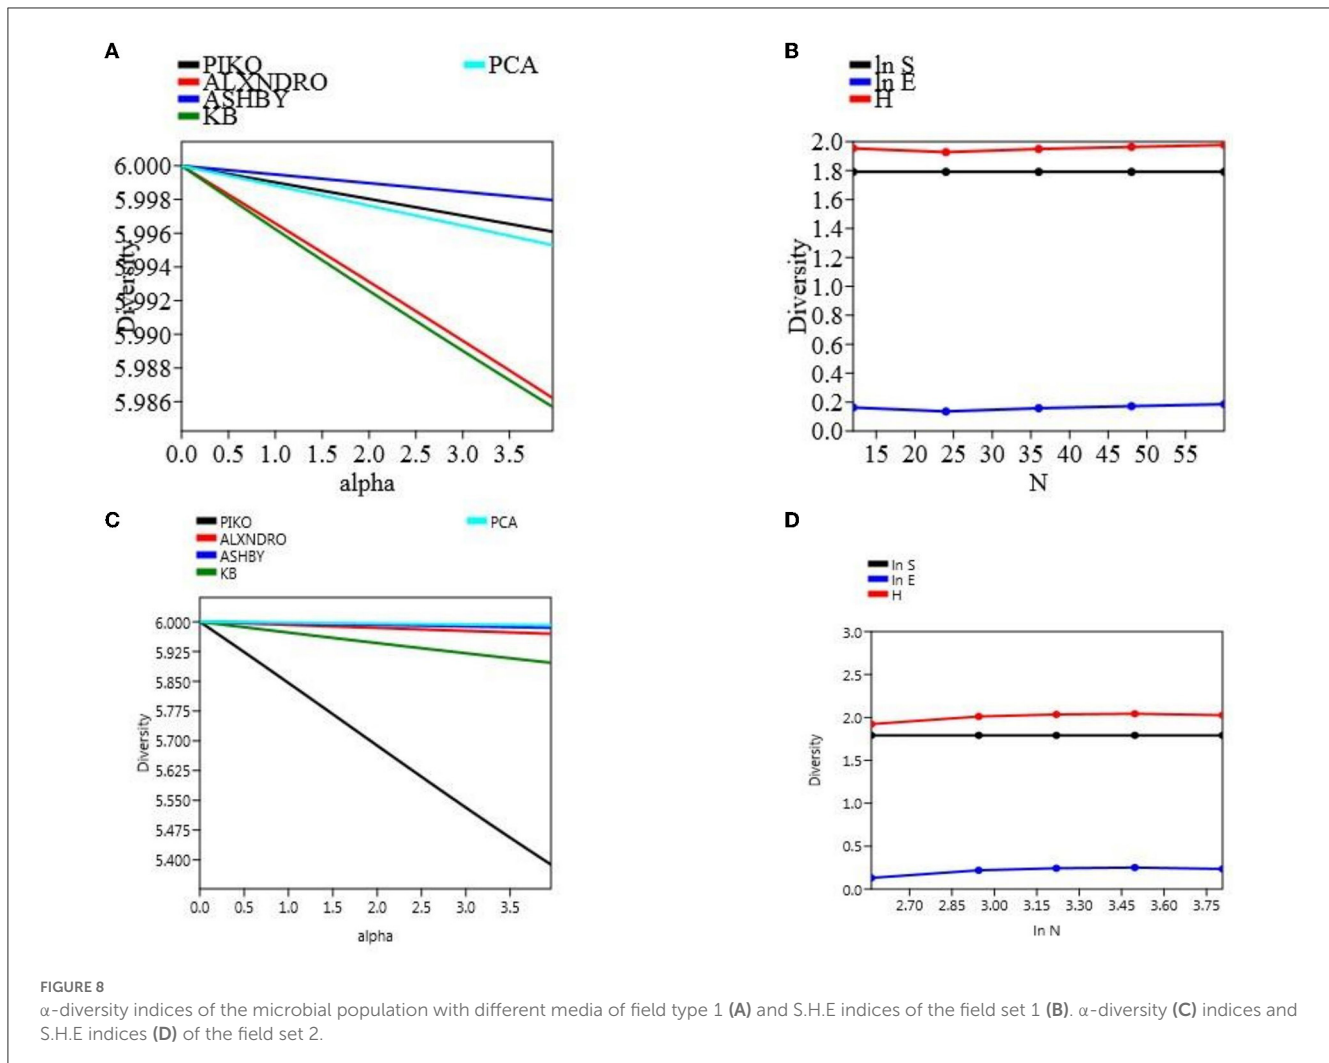 A
PIKO
ALXNDRO
ASHBY
KB
PCA
6.000
5.998
5.996
5.994
5.992
5.990
5.988
5.986
Diversity
0.0 0.5 1.0 1.5 2.0 2.5 3.0 3.5
alpha
B
ln S
ln E
H
2.0
1.8
1.6
1.4
1.2
1.0
0.8
0.6
0.4
0.2
0.0
Diversity
15 20 25 30 35 40 45 50 55
N
C
PIKO
ALXNDRO
ASHBY
KB
PCA
6.000
5.925
5.850
5.775
5.700
5.625
5.550
5.475
5.400
Diversity
0.0 0.5 1.0 1.5 2.0 2.5 3.0 3.5
alpha
D
ln S
ln E
H
3.0
2.5
2.0
1.5
1.0
0.5
0.0
Diversity
2.70 2.85 3.00 3.15 3.30 3.45 3.60 3.75
ln N
FIGURE 8
α-diversity indices of the microbial population with different media of field type 1 (A) and S.H.E indices of the field set 1 (B). α-diversity (C) indices and
S.H.E indices (D) of the field set 2.